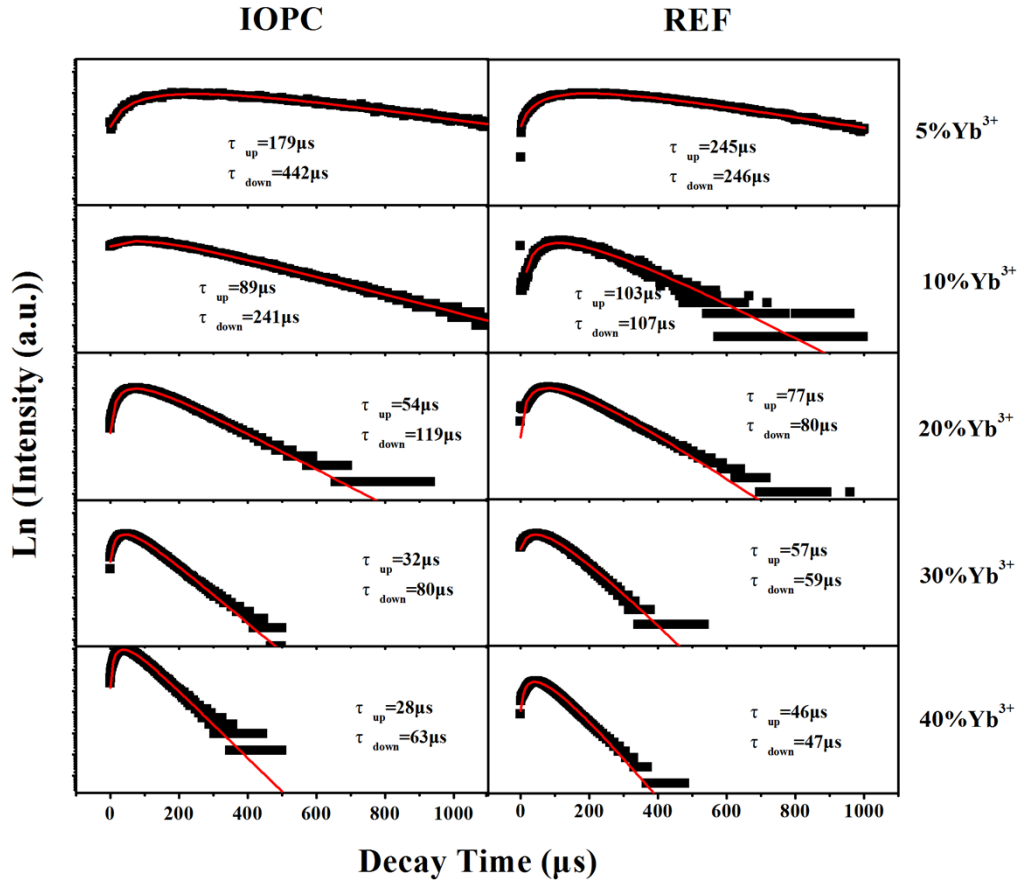 IOPC REF
τ up=179µs
τ down=442µs
τ up=245µs
τ down=246µs
5%Yb³⁺
τ up=89µs
τ down=241µs
τ up=103µs
τ down=107µs
10%Yb³⁺
τ up=54µs
τ down=119µs
τ up=77µs
τ down=80µs
20%Yb³⁺
τ up=32µs
τ down=80µs
τ up=57µs
τ down=59µs
30%Yb³⁺
τ up=28µs
τ down=63µs
τ up=46µs
τ down=47µs
40%Yb³⁺
Ln (Intensity (a.u.))
0 200 400 600 800 1000 0 200 400 600 800 1000
Decay Time (µs)